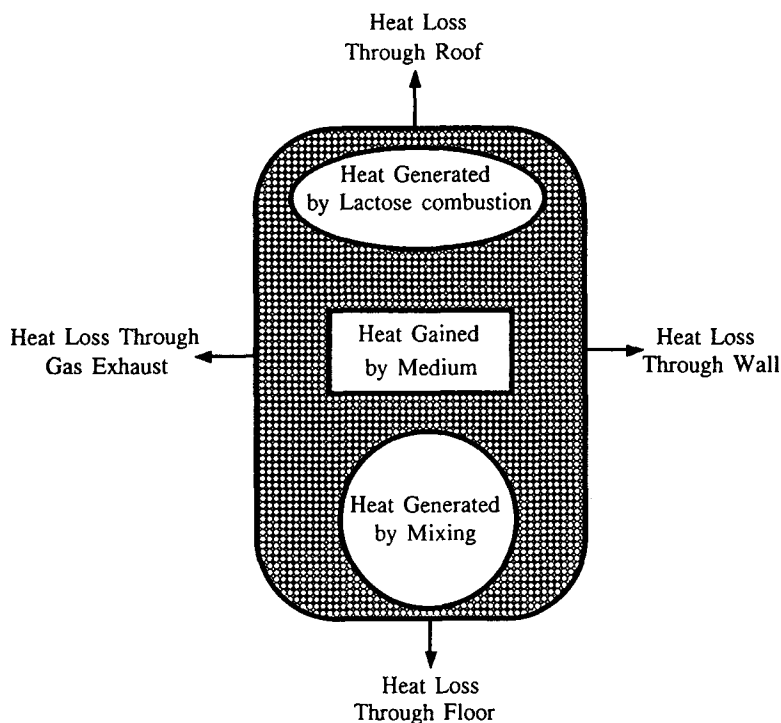 Heat Loss
Through Roof
Heat Generated
by Lactose combustion
Heat Loss Through
Gas Exhaust
Heat Gained
by Medium
Heat Loss
Through Wall
Heat Generated
by Mixing
Heat Loss
Through Floor